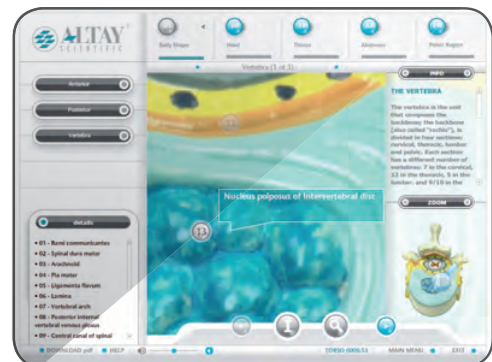 ALTAY
SCIENTIFIC
Body Shape
Head
Thorax
Abdomen
Pelvic Region
Vertebra (1 of 3)
Anterior
Posterior
Vertebra
INFO
THE VERTEBRA
The vertebra is the unit
that composes the
backbone; the backbone
(also called "rachis"), is
divided in four sections:
cervical, thoracic, lumbar
and pelvic. Each section
has a different number of
vertebras: 7 in the cervical,
12 in the thoracic, 5 in the
lumbar, and 9/10 in the
ZOOM
Nucleus polposus of intervertebral disc
13
details
• 01 - Rami communicantes
• 02 - Spinal dura mater
• 03 - Arachnoid
• 04 - Pia mater
• 05 - Ligamenta flavum
• 06 - Lamina
• 07 - Vertebral arch
• 08 - Posterior internal
vertebral venous plexus
• 09 - Central canal of spinal
DOWNLOAD pdf
HELP
TORSO 6000.51
MAIN MENU
EXIT